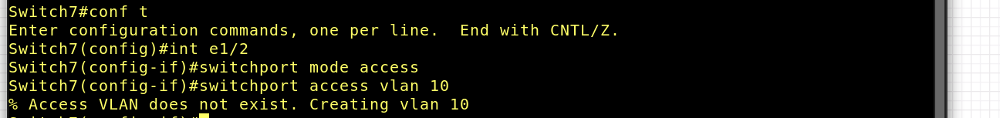 Switch7#conf t
Enter configuration commands, one per line.  End with CNTL/Z.
Switch7(config)#int e1/2
Switch7(config-if)#switchport mode access
Switch7(config-if)#switchport access vlan 10
% Access VLAN does not exist. Creating vlan 10